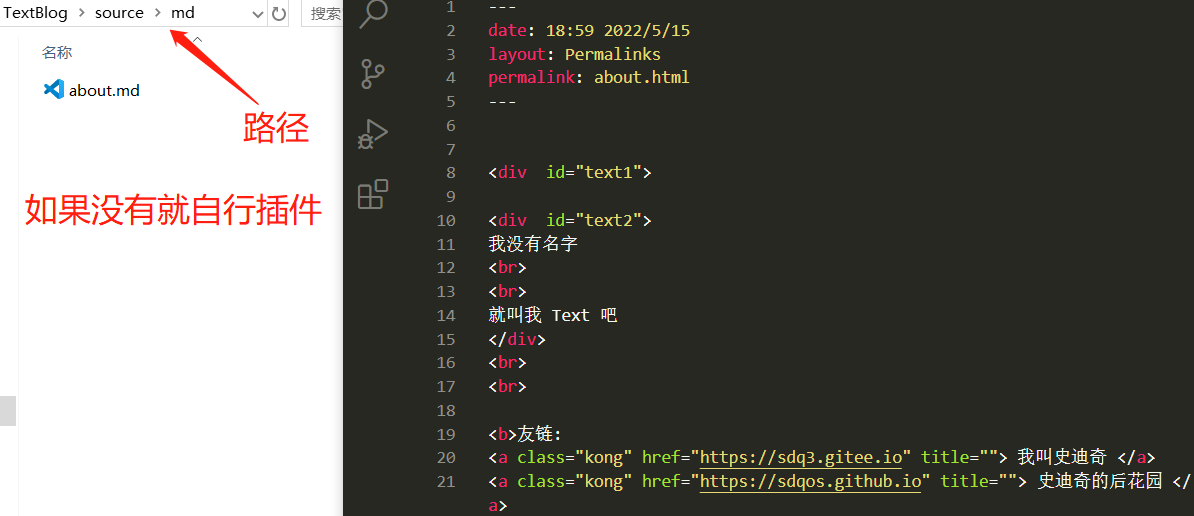 TextBlog > source > md
搜索
名称
about.md
路径
如果没有就自行插件
1 ---
2 date: 18:59 2022/5/15
3 layout: Permalinks
4 permalink: about.html
5 ---
6
7
8 <div  id="text1">
9
10 <div  id="text2">
11 我没有名字
12 <br>
13 <br>
14 就叫我 Text 吧
15 </div>
16 <br>
17 <br>
18
19 <b>友链:
20 <a class="kong" href="https://sdq3.gitee.io" title=""> 我叫史迪奇 </a>
21 <a class="kong" href="https://sdqos.github.io" title=""> 史迪奇的后花园 </
a>